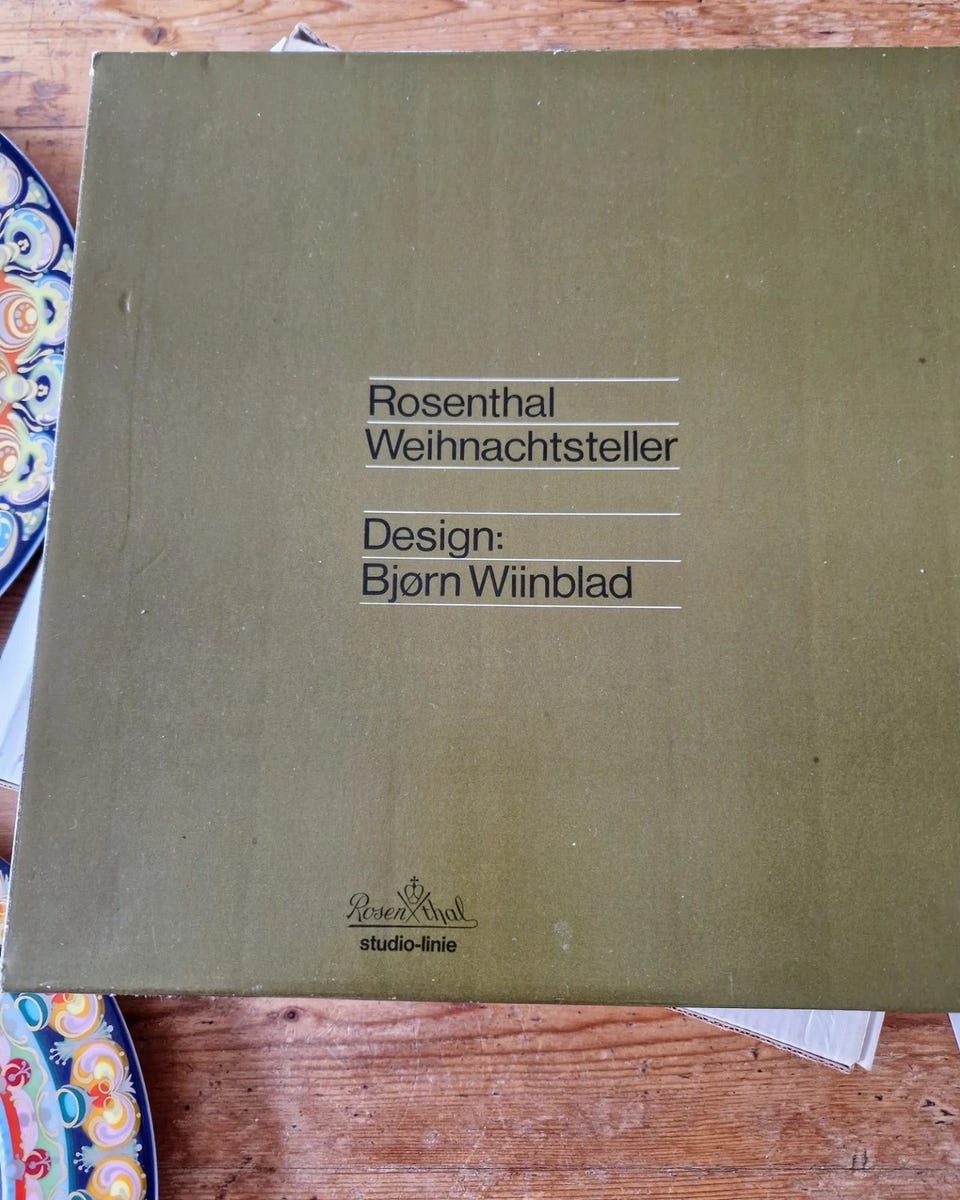 Rosenthal
Weihnachtsteller
Design:
Bjørn Wiinblad
Rosenthal
studio-linie